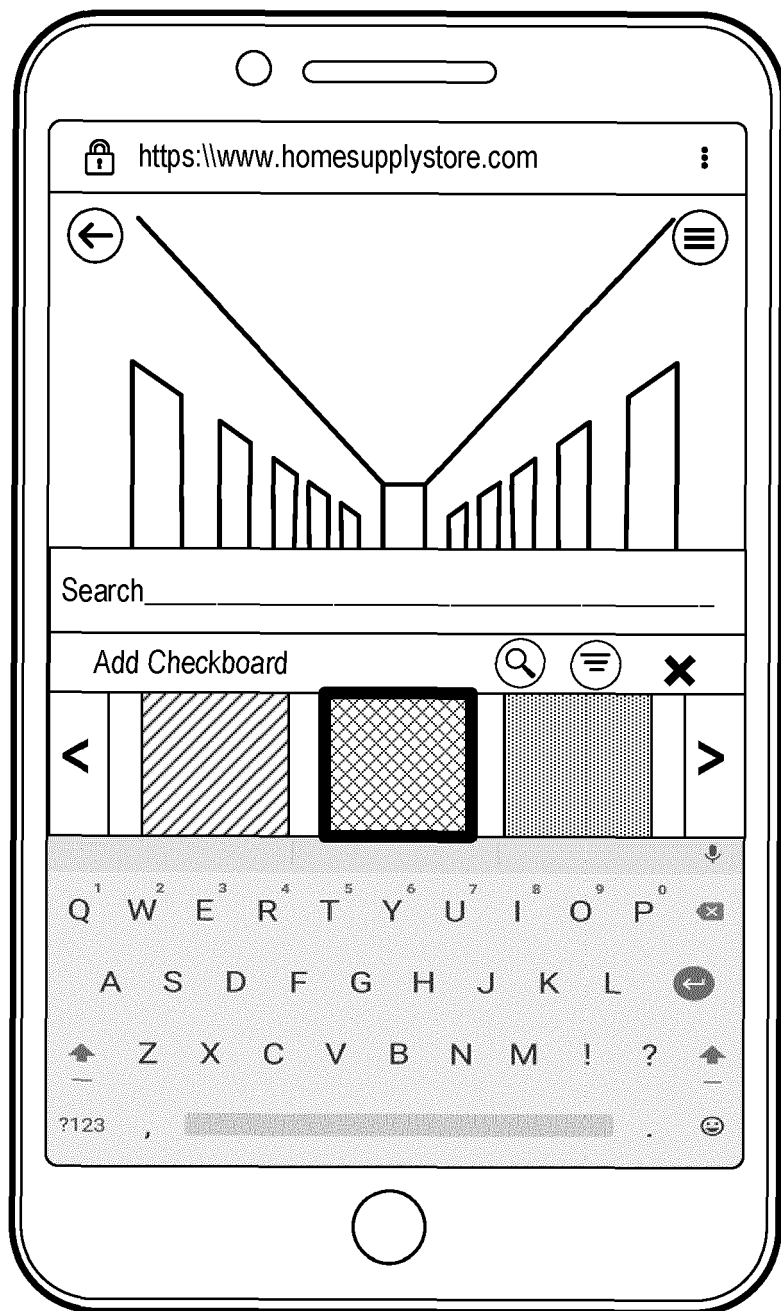 https:\\www.homesupplystore.com
Search
Add Checkboard
< >
1 2 3 4 5 6 7 8 9 0
Q W E R T Y U I O P
A S D F G H J K L
Z X C V B N M ! ?
?123 , .